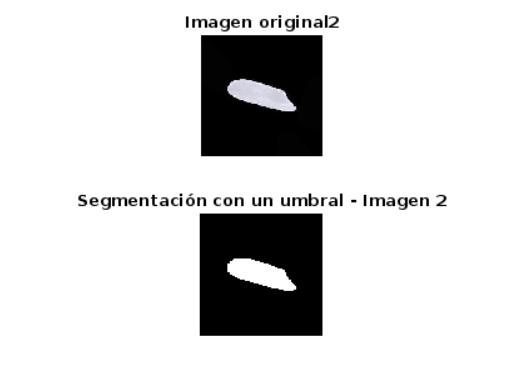 Imagen original2
Segmentación con un umbral - Imagen 2